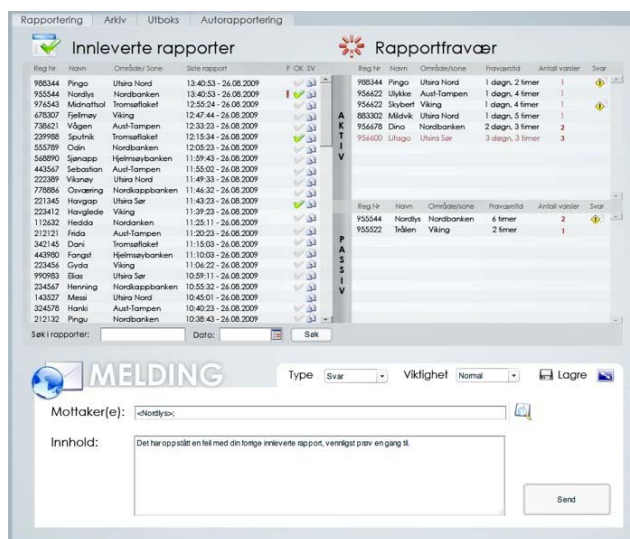 Rapportering Arkiv Utboks Autorapportering
Innleverte rapporter
Reg Nr Navn Område/ Sone Siste rapport F OK SV
988344 Pingo Utsira Nord 13:40:53 - 26.08.2009
955544 Nordlys Nordbanken 13:40:53 - 26.08.2009
976543 Midnattsol Tromsøflaket 12:55:24 - 26.08.2009
678307 Fjellmøy Viking 12:47:44 - 26.08.2009
738621 Vågen Aust-Tampen 12:33:23 - 26.08.2009
239988 Sputnik Tromsøflaket 12:15:34 - 26.08.2009
555789 Odin Nordbanken 12:05:23 - 26.08.2009
568890 Sjønapp Hjelmsøybanken 11:59:43 - 26.08.2009
443567 Sebastian Aust-Tampen 11:55:02 - 26.08.2009
222389 Viksnøy Utsira Nord 11:49:33 - 26.08.2009
778886 Osværing Nordkappbanken 11:46:32 - 26.08.2009
221345 Havgap Utsira Sør 11:43:23 - 26.08.2009
223412 Havglede Viking 11:39:23 - 26.08.2009
112632 Hedda Nordanken 11:25:11 - 26.08.2009
212121 Frida Aust-Tampen 11:20:23 - 26.08.2009
342145 Dani Tromsøflaket 11:15:03 - 26.08.2009
443980 Fangst Hjelmsøybanken 11:10:03 - 26.08.2009
223456 Gyda Viking 11:06:22 - 26.08.2009
990983 Elias Utsira Sør 10:59:11 - 26.08.2009
234567 Henning Nordkappbanken 10:55:32 - 26.08.2009
143527 Messi Utsira Nord 10:45:01 - 26.08.2009
324578 Hanki Aust-Tampen 10:40:23 - 26.08.2009
212132 Pingu Nordbanken 10:38:43 - 26.08.2009
Søk i rapporter: Dato: Søk
Rapportfravær
Reg Nr Navn Område/sone Fraværstid Antall varsler Svar
AKTIV
988344 Pingo Utsira Nord 1 døgn, 2 timer 1
956622 Ulykke Aust-Tampen 1 døgn, 4 timer 1
956622 Skybert Viking 1 døgn, 4 timer 1
883302 Mildvik Utsira Nord 1 døgn, 5 timer 1
956678 Dino Nordbanken 2 døgn, 3 timer 2
956600 Litago Utsira Sør 3 døgn, 3 timer 3
Reg Nr Navn Område/sone Fraværstid Antall varsler Svar
PASSIV
955544 Nordlys Nordbanken 6 timer 2
955522 Trålen Viking 2 timer 1
MELDING
Type Svar Viktighet Normal Lagre
Mottaker(e): <Nordlys>;
Innhold: Det har oppstått en feil med din forrige innleverte rapport, vennligst prøv en gang til.
Send